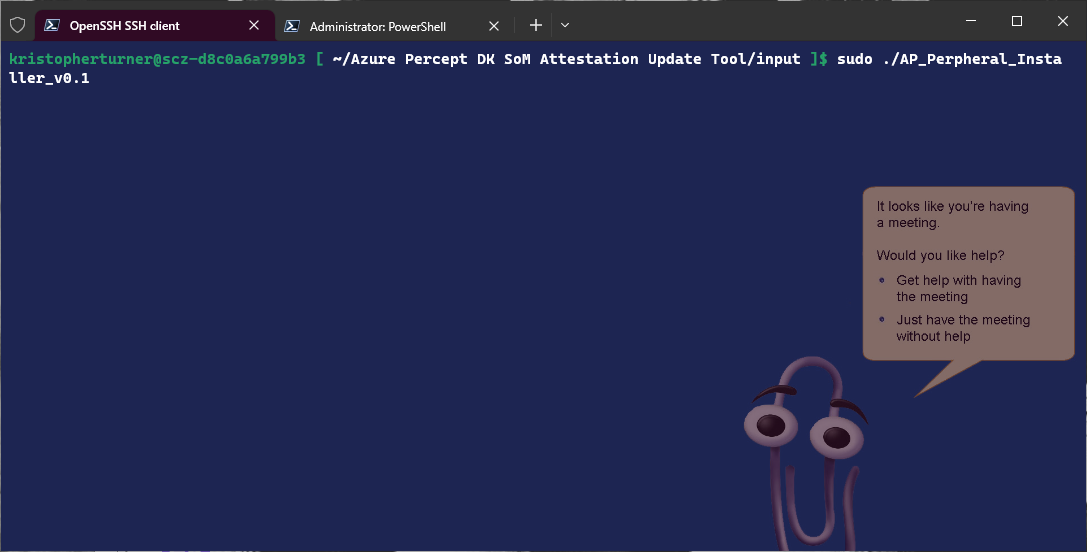 OpenSSH SSH client
Administrator: PowerShell
kristopherturner@scz-d8c0a6a799b3 [ ~/Azure Percept DK SoM Attestation Update Tool/input ]$ sudo ./AP_Perpheral_Insta
ller_v0.1
It looks like you're having
a meeting.
Would you like help?
• Get help with having
the meeting
• Just have the meeting
without help